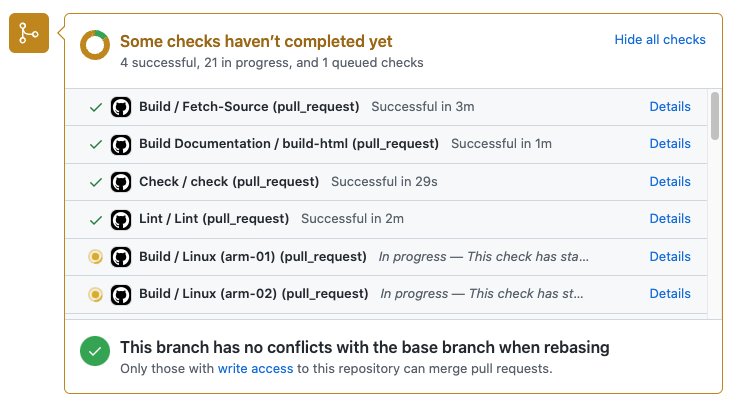 Some checks haven’t completed yet
Hide all checks
4 successful, 21 in progress, and 1 queued checks
Build / Fetch-Source (pull_request) Successful in 3m Details
Build Documentation / build-html (pull_request) Successful in 1m Details
Check / check (pull_request) Successful in 29s Details
Lint / Lint (pull_request) Successful in 2m Details
Build / Linux (arm-01) (pull_request) In progress — This check has sta... Details
Build / Linux (arm-02) (pull_request) In progress — This check has st... Details
This branch has no conflicts with the base branch when rebasing
Only those with write access to this repository can merge pull requests.